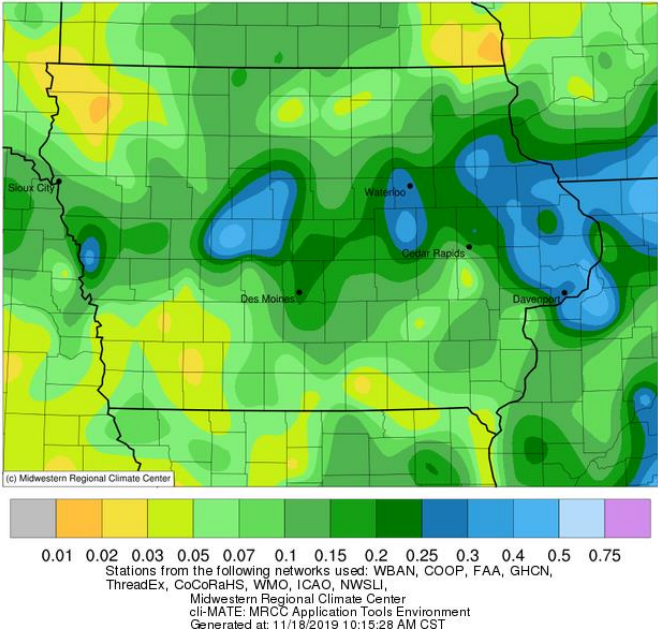 Sioux City
Waterloo
Cedar Rapids
Des Moines
Davenport
(c) Midwestern Regional Climate Center
0.01 0.02 0.03 0.05 0.07 0.1 0.15 0.2 0.25 0.3 0.4 0.5 0.75
Stations from the following networks used: WBAN, COOP, FAA, GHCN,
ThreadEx, CoCoRaHS, WMO, ICAO, NWSLI,
Midwestern Regional Climate Center
cli-MATE: MRCC Application Tools Environment
Generated at: 11/18/2019 10:15:28 AM CST